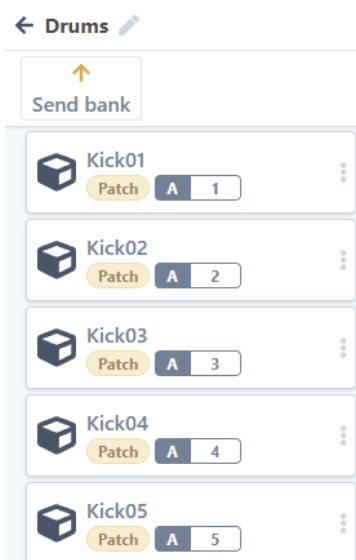 Drums
Send bank
Kick01
Patch A 1
Kick02
Patch A 2
Kick03
Patch A 3
Kick04
Patch A 4
Kick05
Patch A 5